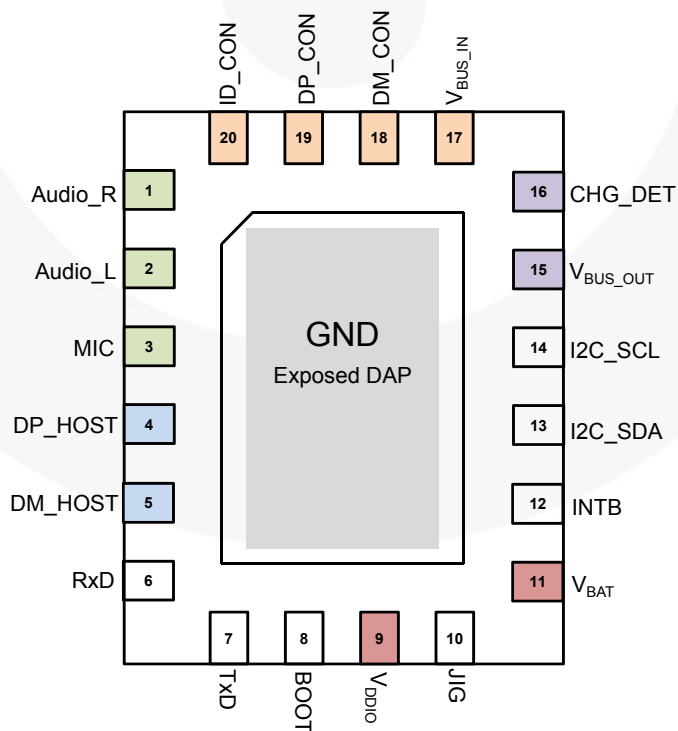 ID_CON
DP_CON
DM_CON
VBUS_IN
20
19
18
17
Audio_R
1
16
CHG_DET
Audio_L
2
15
VBUS_OUT
GND
Exposed DAP
MIC
3
14
I2C_SCL
DP_HOST
4
13
I2C_SDA
DM_HOST
5
12
INTB
RxD
6
11
VBAT
7
8
9
10
TxD
BOOT
VDDIO
JIG